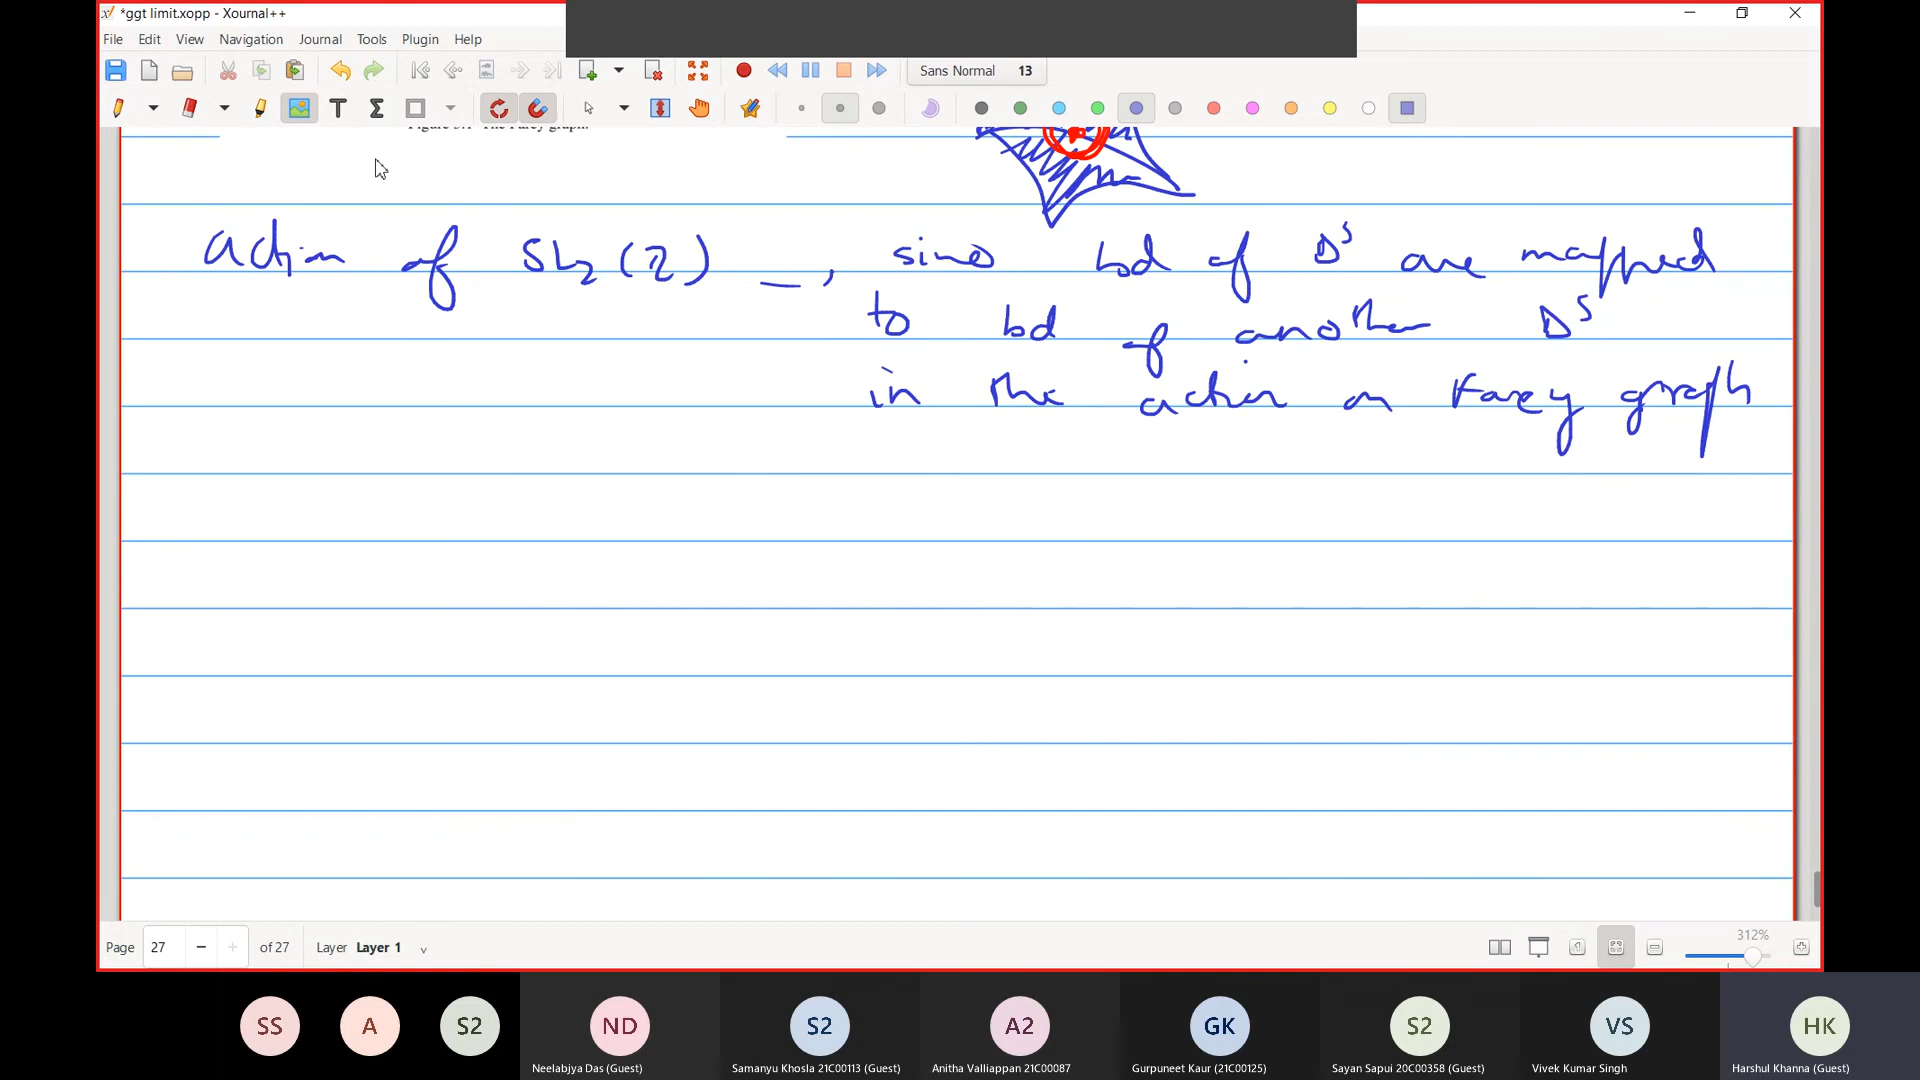 *ggt limit.xopp - Xournal++
File Edit View Navigation Journal Tools Plugin Help
Sans Normal 13
action of SL2(Z) _, since bd of Δs are mapped
to bd of another Δs
in the action on Farey graph
Page 27 of 27 Layer Layer 1 312%
SS A S2 ND S2 A2 GK S2 VS HK
Neelabjya Das (Guest) Samanyu Khosla 21C00113 (Guest) Anitha Valliappan 21C00087 Gurpuneet Kaur (21C00125) Sayan Sapui 20C00358 (Guest) Vivek Kumar Singh Harshul Khanna (Guest)